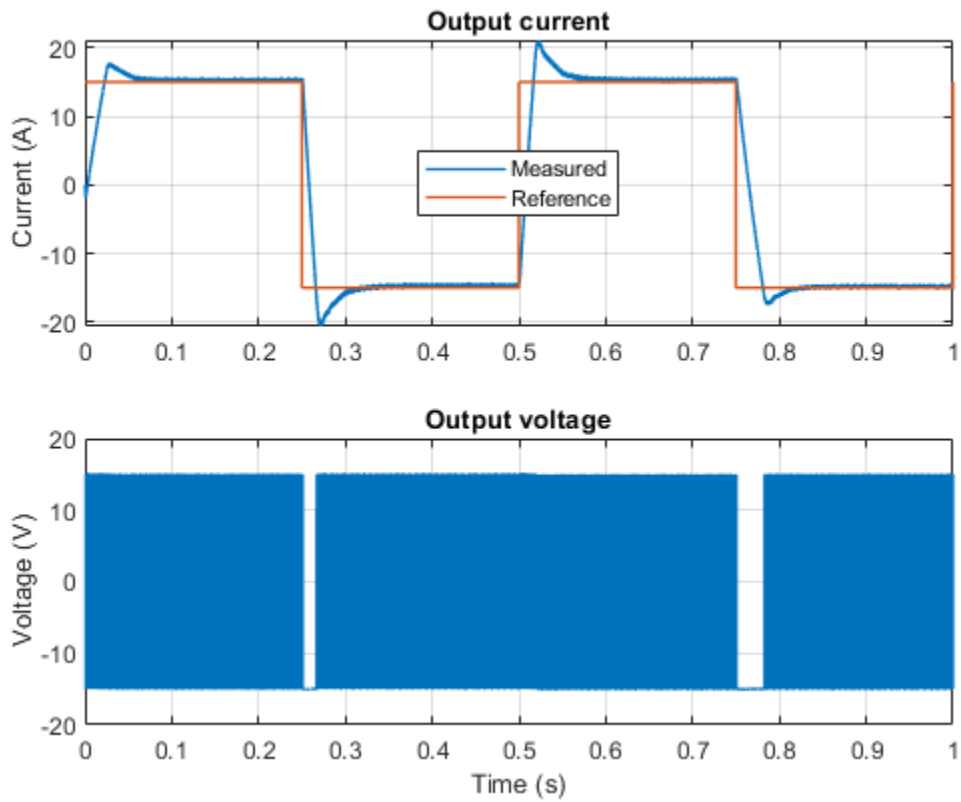 Output current
20
10
0
-10
-20
Current (A)
Measured
Reference
0 0.1 0.2 0.3 0.4 0.5 0.6 0.7 0.8 0.9 1
Output voltage
20
10
0
-10
-20
Voltage (V)
0 0.1 0.2 0.3 0.4 0.5 0.6 0.7 0.8 0.9 1
Time (s)